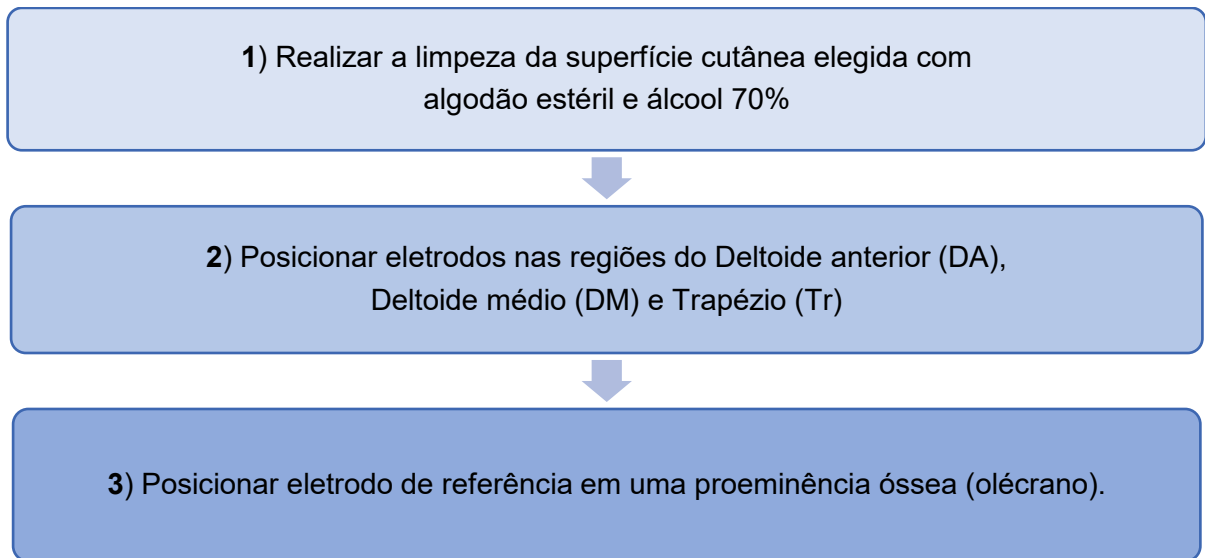 1) Realizar a limpeza da superfície cutânea elegida com
algodão estéril e álcool 70%
2) Posicionar eletrodos nas regiões do Deltoide anterior (DA),
Deltoide médio (DM) e Trapézio (Tr)
3) Posicionar eletrodo de referência em uma proeminência óssea (olécrano).